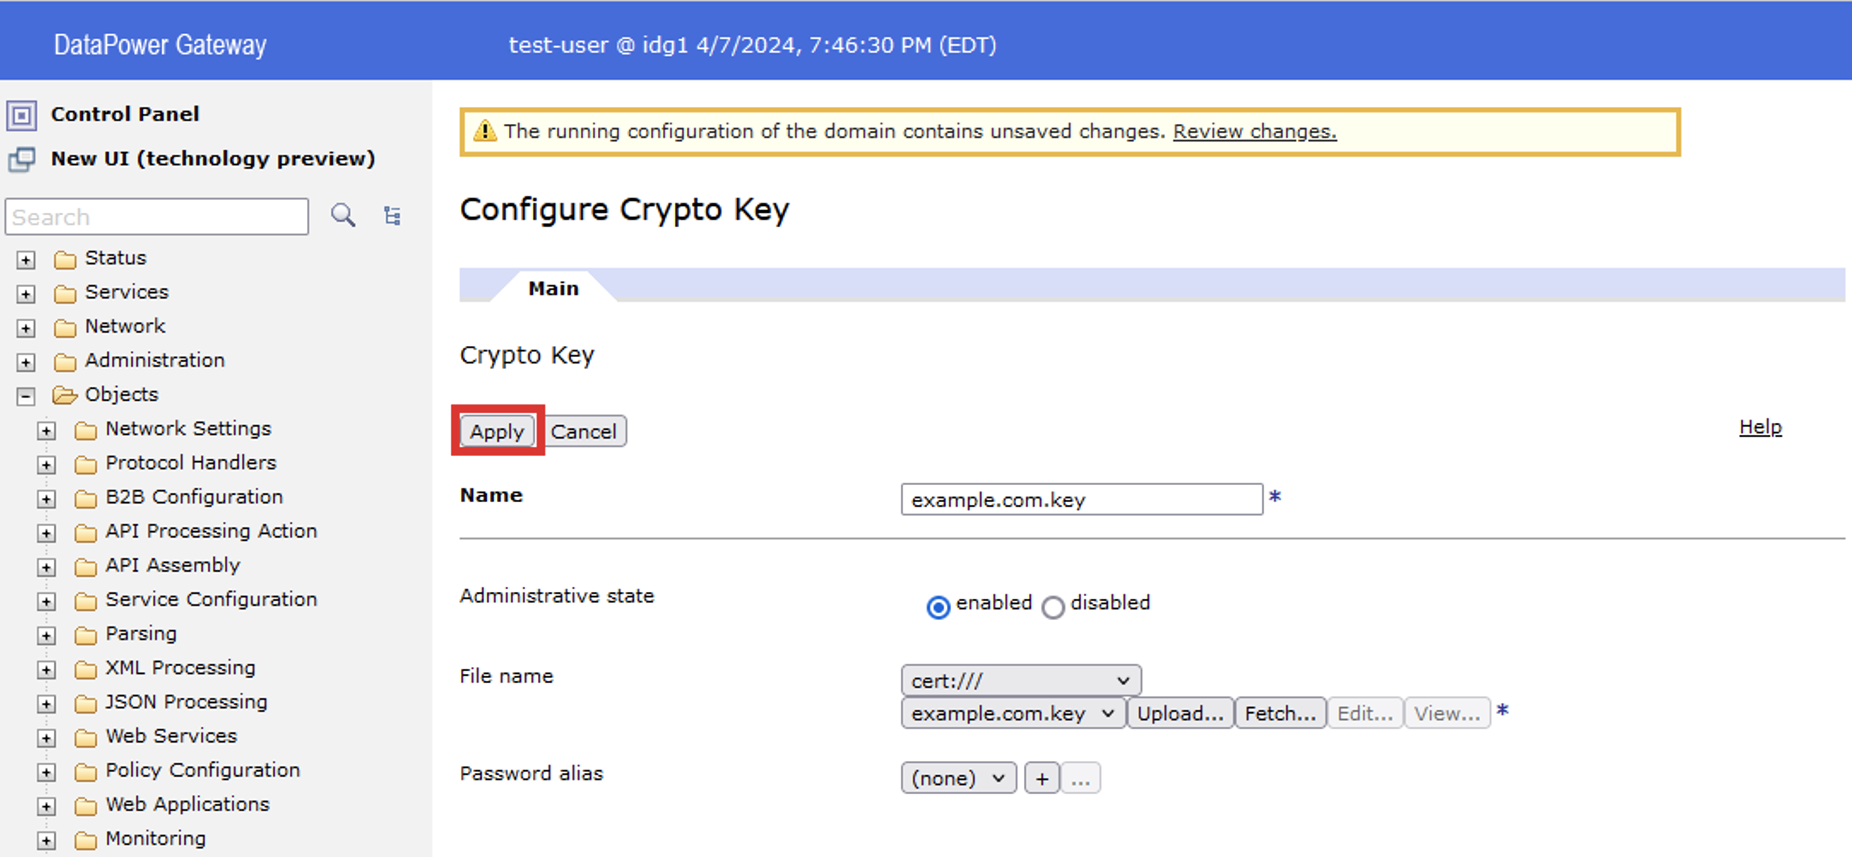 DataPower Gateway
test-user @ idg1 4/7/2024, 7:46:30 PM (EDT)
Control Panel
New UI (technology preview)
Search
Status
Services
Network
Administration
Objects
Network Settings
Protocol Handlers
B2B Configuration
API Processing Action
API Assembly
Service Configuration
Parsing
XML Processing
JSON Processing
Web Services
Policy Configuration
Web Applications
Monitoring
The running configuration of the domain contains unsaved changes. Review changes.
Configure Crypto Key
Main
Crypto Key
Apply Cancel Help
Name example.com.key *
Administrative state enabled disabled
File name cert:///
example.com.key Upload... Fetch... Edit... View... *
Password alias (none) + ...